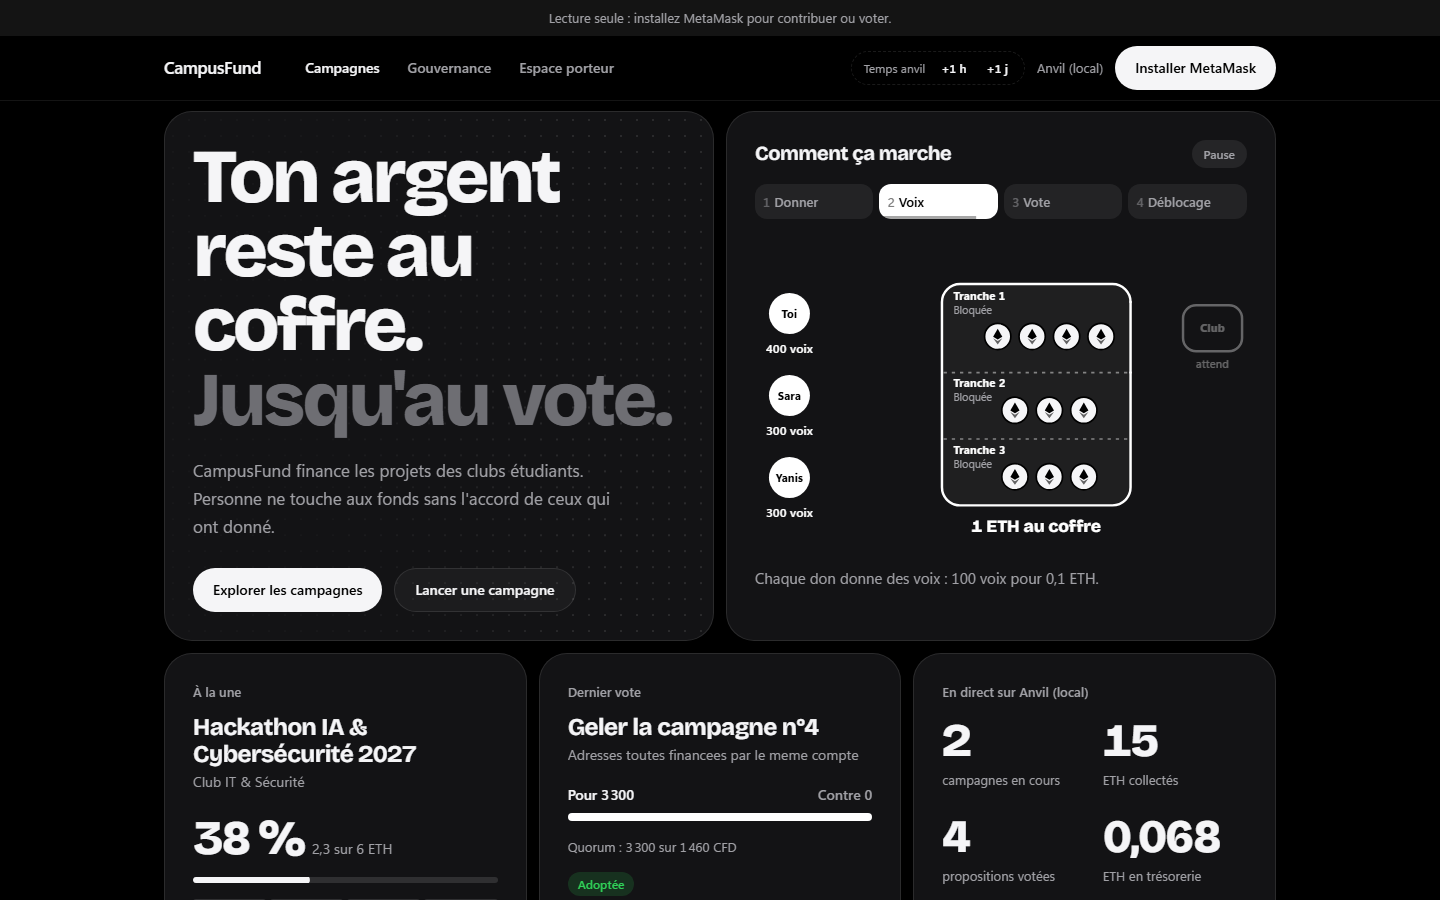 Lecture seule : installez MetaMask pour contribuer ou voter.
CampusFund
Campagnes
Gouvernance
Espace porteur
Temps anvil
+1 h
+1 j
Anvil (local)
Installer MetaMask
Ton argent
reste au
coffre.
Jusqu'au vote.
CampusFund finance les projets des clubs étudiants.
Personne ne touche aux fonds sans l'accord de ceux qui
ont donné.
Explorer les campagnes
Lancer une campagne
Comment ça marche
Pause
1 Donner
2 Voix
3 Vote
4 Déblocage
Toi
400 voix
Sara
300 voix
Yanis
300 voix
Tranche 1
Bloquée
Tranche 2
Bloquée
Tranche 3
Bloquée
1 ETH au coffre
Club
attend
Chaque don donne des voix : 100 voix pour 0,1 ETH.
À la une
Hackathon IA &
Cybersécurité 2027
Club IT & Sécurité
38 % 2,3 sur 6 ETH
Dernier vote
Geler la campagne n°4
Adresses toutes financees par le meme compte
Pour 3 300
Contre 0
Quorum : 3 300 sur 1 460 CFD
Adoptée
En direct sur Anvil (local)
2
campagnes en cours
15
ETH collectés
4
propositions votées
0,068
ETH en trésorerie